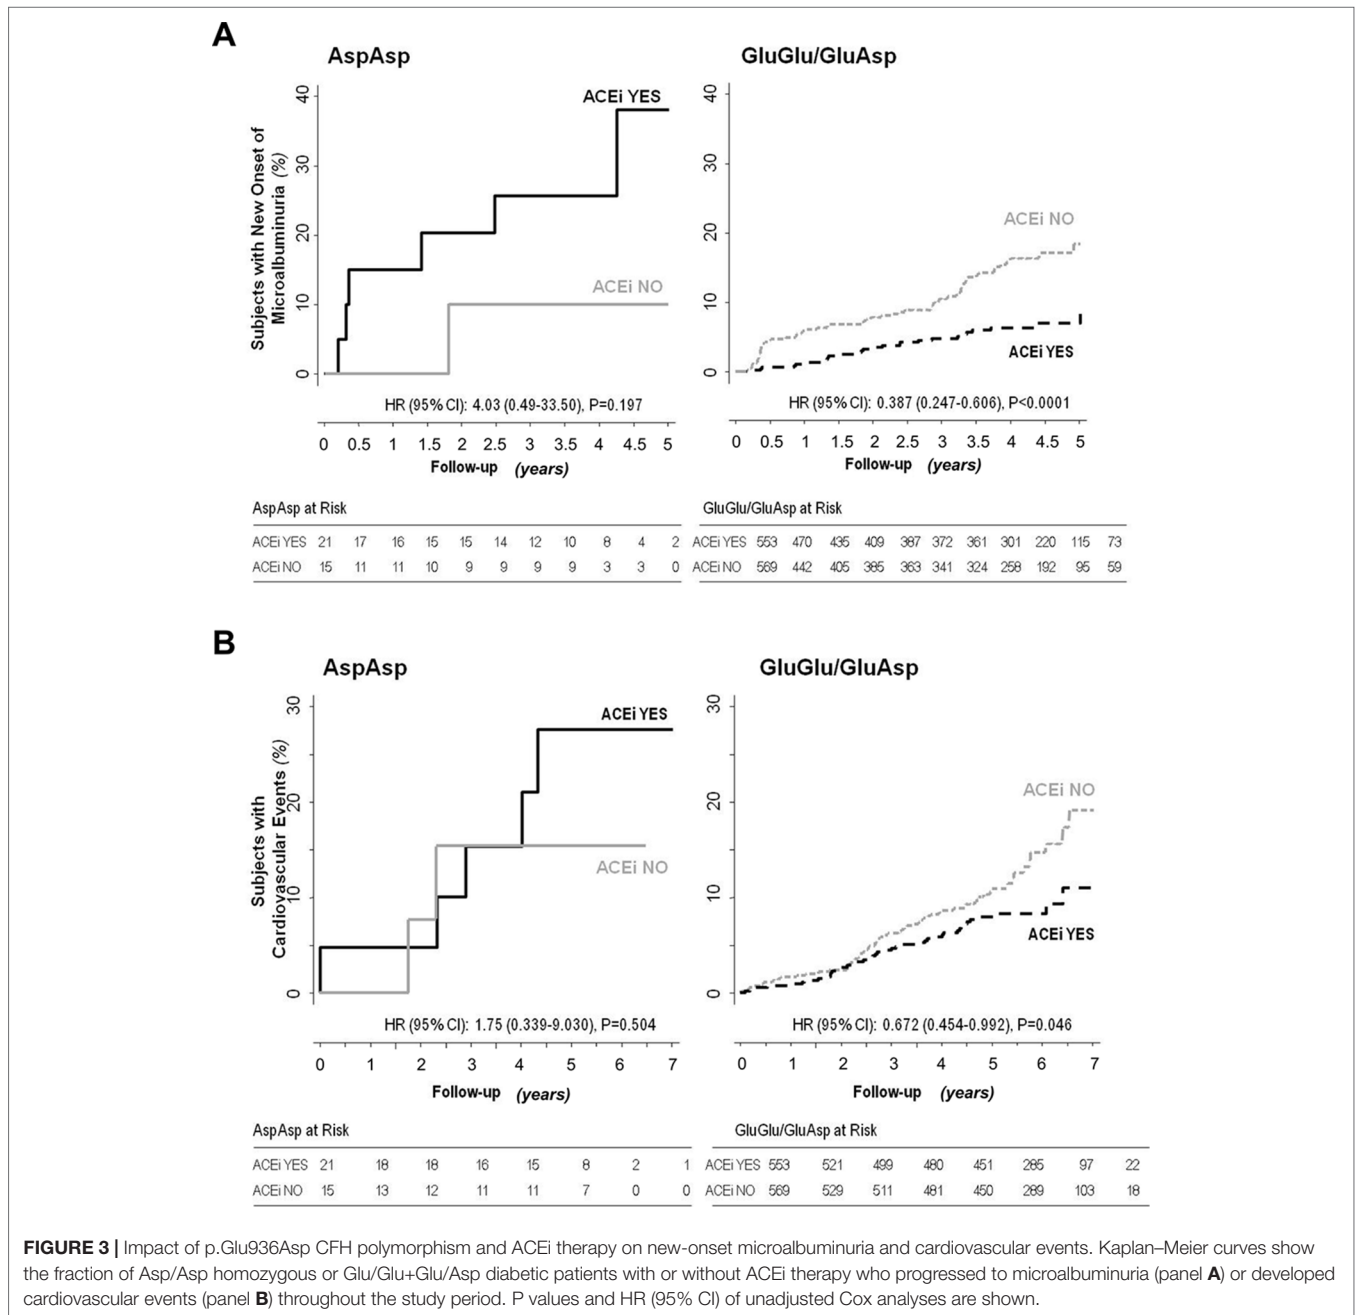 A
AspAsp
GluGlu/GluAsp
Subjects with New Onset of
Microalbuminuria (%)
40
30
20
10
0
ACEi YES
ACEi NO
HR (95% CI): 4.03 (0.49-33.50), P=0.197
0 0.5 1 1.5 2 2.5 3 3.5 4 4.5 5
Follow-up (years)
40
30
20
10
0
ACEi NO
ACEi YES
HR (95% CI): 0.387 (0.247-0.606), P<0.0001
0 0.5 1 1.5 2 2.5 3 3.5 4 4.5 5
Follow-up (years)
AspAsp at Risk
ACEi YES 21 17 16 15 15 14 12 10 8 4 2
ACEi NO 15 11 11 10 9 9 9 9 3 3 0
GluGlu/GluAsp at Risk
ACEi YES 553 470 435 409 387 372 361 301 220 115 73
ACEi NO 569 442 405 385 363 341 324 258 192 95 59
B
AspAsp
GluGlu/GluAsp
Subjects with
Cardiovascular Events (%)
30
20
10
0
ACEi YES
ACEi NO
HR (95% CI): 1.75 (0.339-9.030), P=0.504
0 1 2 3 4 5 6 7
Follow-up (years)
30
20
10
0
ACEi NO
ACEi YES
HR (95% CI): 0.672 (0.454-0.992), P=0.046
0 1 2 3 4 5 6 7
Follow-up (years)
AspAsp at Risk
ACEi YES 21 18 18 16 15 8 2 1
ACEi NO 15 13 12 11 11 7 0 0
GluGlu/GluAsp at Risk
ACEi YES 553 521 499 480 451 285 97 22
ACEi NO 569 529 511 481 450 289 103 18
FIGURE 3 | Impact of p.Glu936Asp CFH polymorphism and ACEi therapy on new-onset microalbuminuria and cardiovascular events. Kaplan–Meier curves show
the fraction of Asp/Asp homozygous or Glu/Glu+Glu/Asp diabetic patients with or without ACEi therapy who progressed to microalbuminuria (panel A) or developed
cardiovascular events (panel B) throughout the study period. P values and HR (95% CI) of unadjusted Cox analyses are shown.